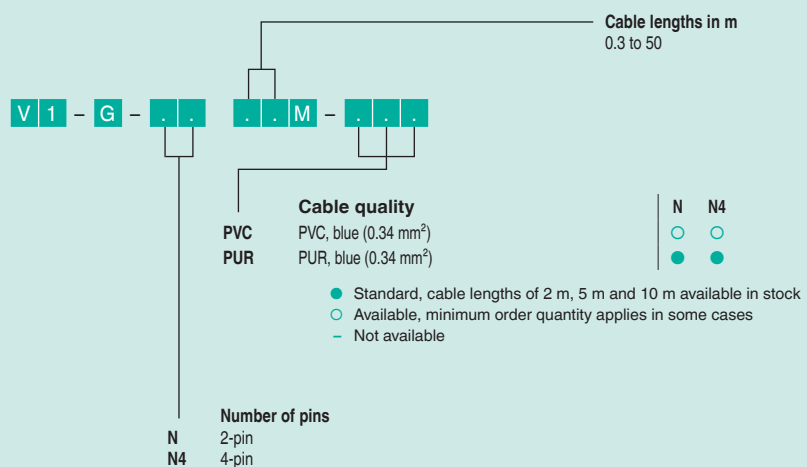 Cable lengths in m
0.3 to 50
V 1 – G – . . . . M – . . .
Cable quality N N4
PVC PVC, blue (0.34 mm²) ○ ○
PUR PUR, blue (0.34 mm²) ● ●
● Standard, cable lengths of 2 m, 5 m and 10 m available in stock
○ Available, minimum order quantity applies in some cases
– Not available
Number of pins
N 2-pin
N4 4-pin